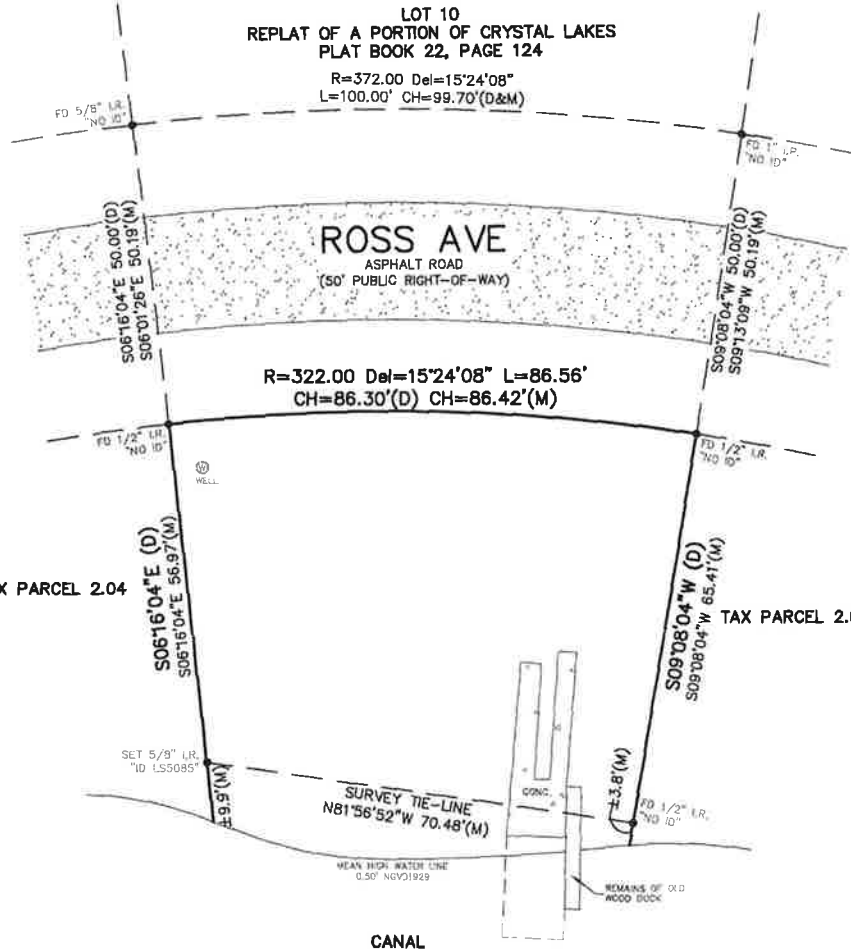 LOT 10
REPLAT OF A PORTION OF CRYSTAL LAKES
PLAT BOOK 22, PAGE 124
R=372.00 Del=15°24'08"
L=100.00' CH=99.70'(D&M)
FD 5/8" I.R.
"NO ID"
FD 1" I.P.
"NO ID"
S06°16'04"E 50.00'(D)
S06°01'26"E 50.19'(M)
ROSS AVE
ASPHALT ROAD
(50' PUBLIC RIGHT-OF-WAY)
S09°08'04"W 50.00'(D)
S09°13'09"W 50.19'(M)
R=322.00 Del=15°24'08" L=86.56'
CH=86.30'(D) CH=86.42'(M)
FD 1/2" I.R.
"NO ID"
FD 1/2" I.R.
"NO ID"
W
WELL
S06°16'04"E (D)
S06°16'04"E 56.97'(M)
X PARCEL 2.04
S09°08'04"W (D)
S09°08'04"W 65.41'(M)
TAX PARCEL 2.
SET 5/8" I.R.
"ID LS5085"
±9.9'(M)
SURVEY TIE-LINE
N81°56'52"W 70.48'(M)
CONC.
±3.8'(M)
FD 1/2" I.R.
"NO ID"
MEAN HIGH WATER LINE
0.50' NGVD1929
REMAINS OF OLD
WOOD DOCK
CANAL